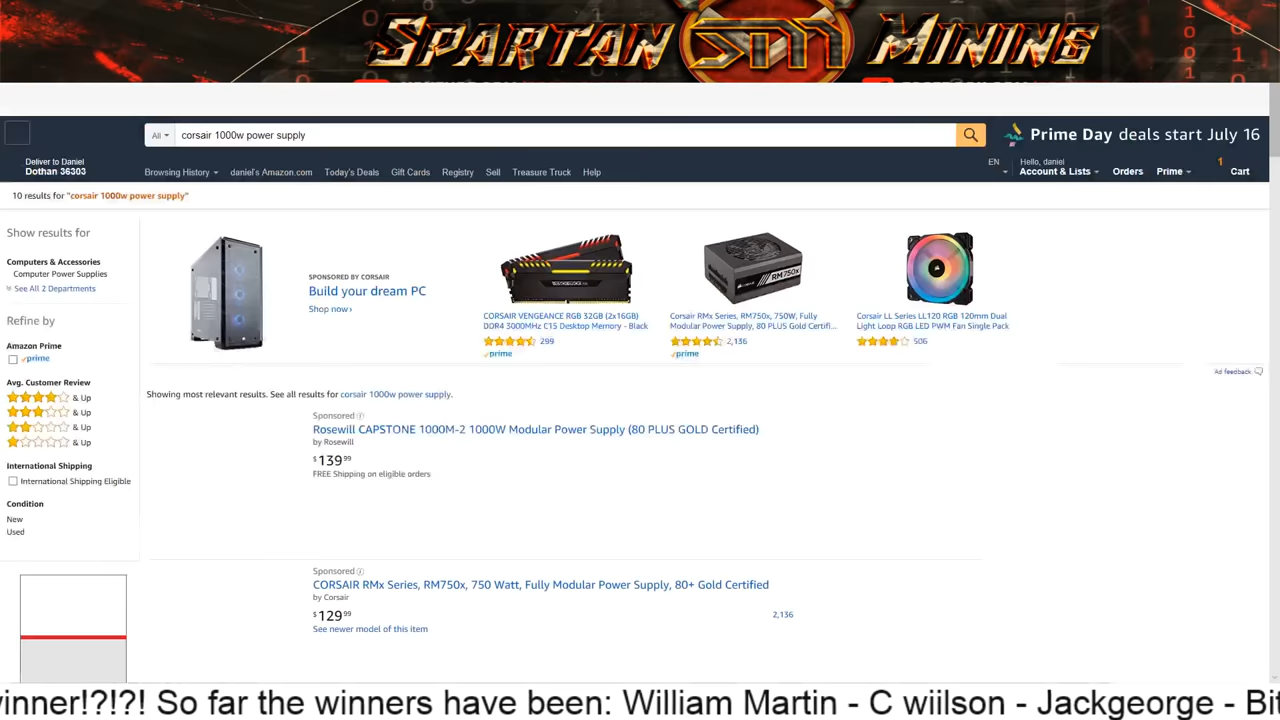 SPARTAN SM MINING
All
corsair 1000w power supply
Prime Day deals start July 16
Deliver to Daniel
Dothan 36303
Browsing History
daniel's Amazon.com
Today's Deals
Gift Cards
Registry
Sell
Treasure Truck
Help
EN
Hello, daniel
Account & Lists
Orders
Prime
1
Cart
10 results for "corsair 1000w power supply"
Show results for
Computers & Accessories
Computer Power Supplies
See All 2 Departments
Refine by
Amazon Prime
prime
Avg. Customer Review
& Up
& Up
& Up
& Up
International Shipping
International Shipping Eligible
Condition
New
Used
SPONSORED BY CORSAIR
Build your dream PC
Shop now ›
VENGEANCE
CORSAIR VENGEANCE RGB 32GB (2x16GB)
DDR4 3000MHz C15 Desktop Memory - Black
299
prime
RM750x
Corsair RMx Series, RM750x, 750W, Fully
Modular Power Supply, 80 PLUS Gold Certifi...
2,136
prime
Corsair LL Series LL120 RGB 120mm Dual
Light Loop RGB LED PWM Fan Single Pack
506
Ad feedback
Showing most relevant results. See all results for corsair 1000w power supply.
Sponsored
Rosewill CAPSTONE 1000M-2 1000W Modular Power Supply (80 PLUS GOLD Certified)
by Rosewill
$139 99
FREE Shipping on eligible orders
Sponsored
CORSAIR RMx Series, RM750x, 750 Watt, Fully Modular Power Supply, 80+ Gold Certified
by Corsair
$129 99
2,136
See newer model of this item
winner!?!?! So far the winners have been: William Martin - C wiilson - Jackgeorge - Bi